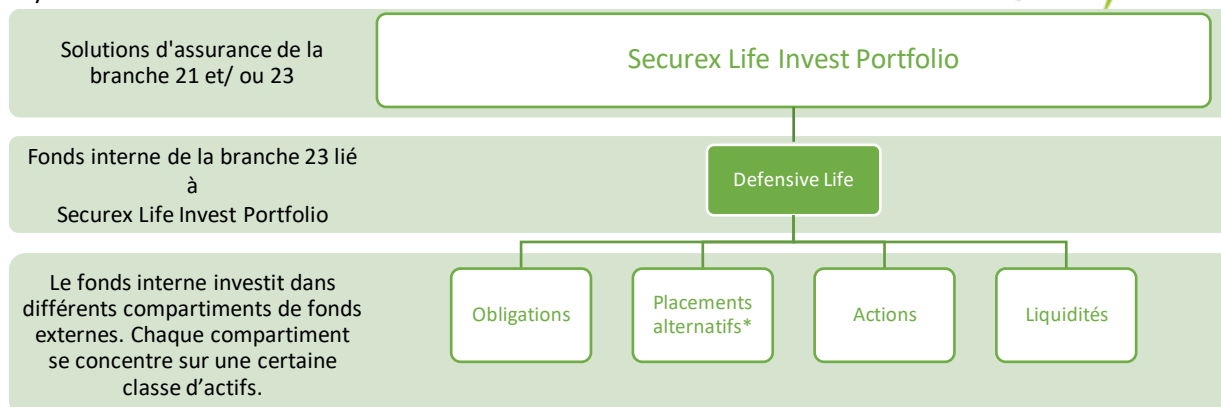 Solutions d'assurance de la
branche 21 et/ ou 23
Securex Life Invest Portfolio
Fonds interne de la branche 23 lié
à
Securex Life Invest Portfolio
Defensive Life
Le fonds interne investit dans
différents compartiments de fonds
externes. Chaque compartiment
se concentre sur une certaine
classe d’actifs.
Obligations
Placements
alternatifs*
Actions
Liquidités